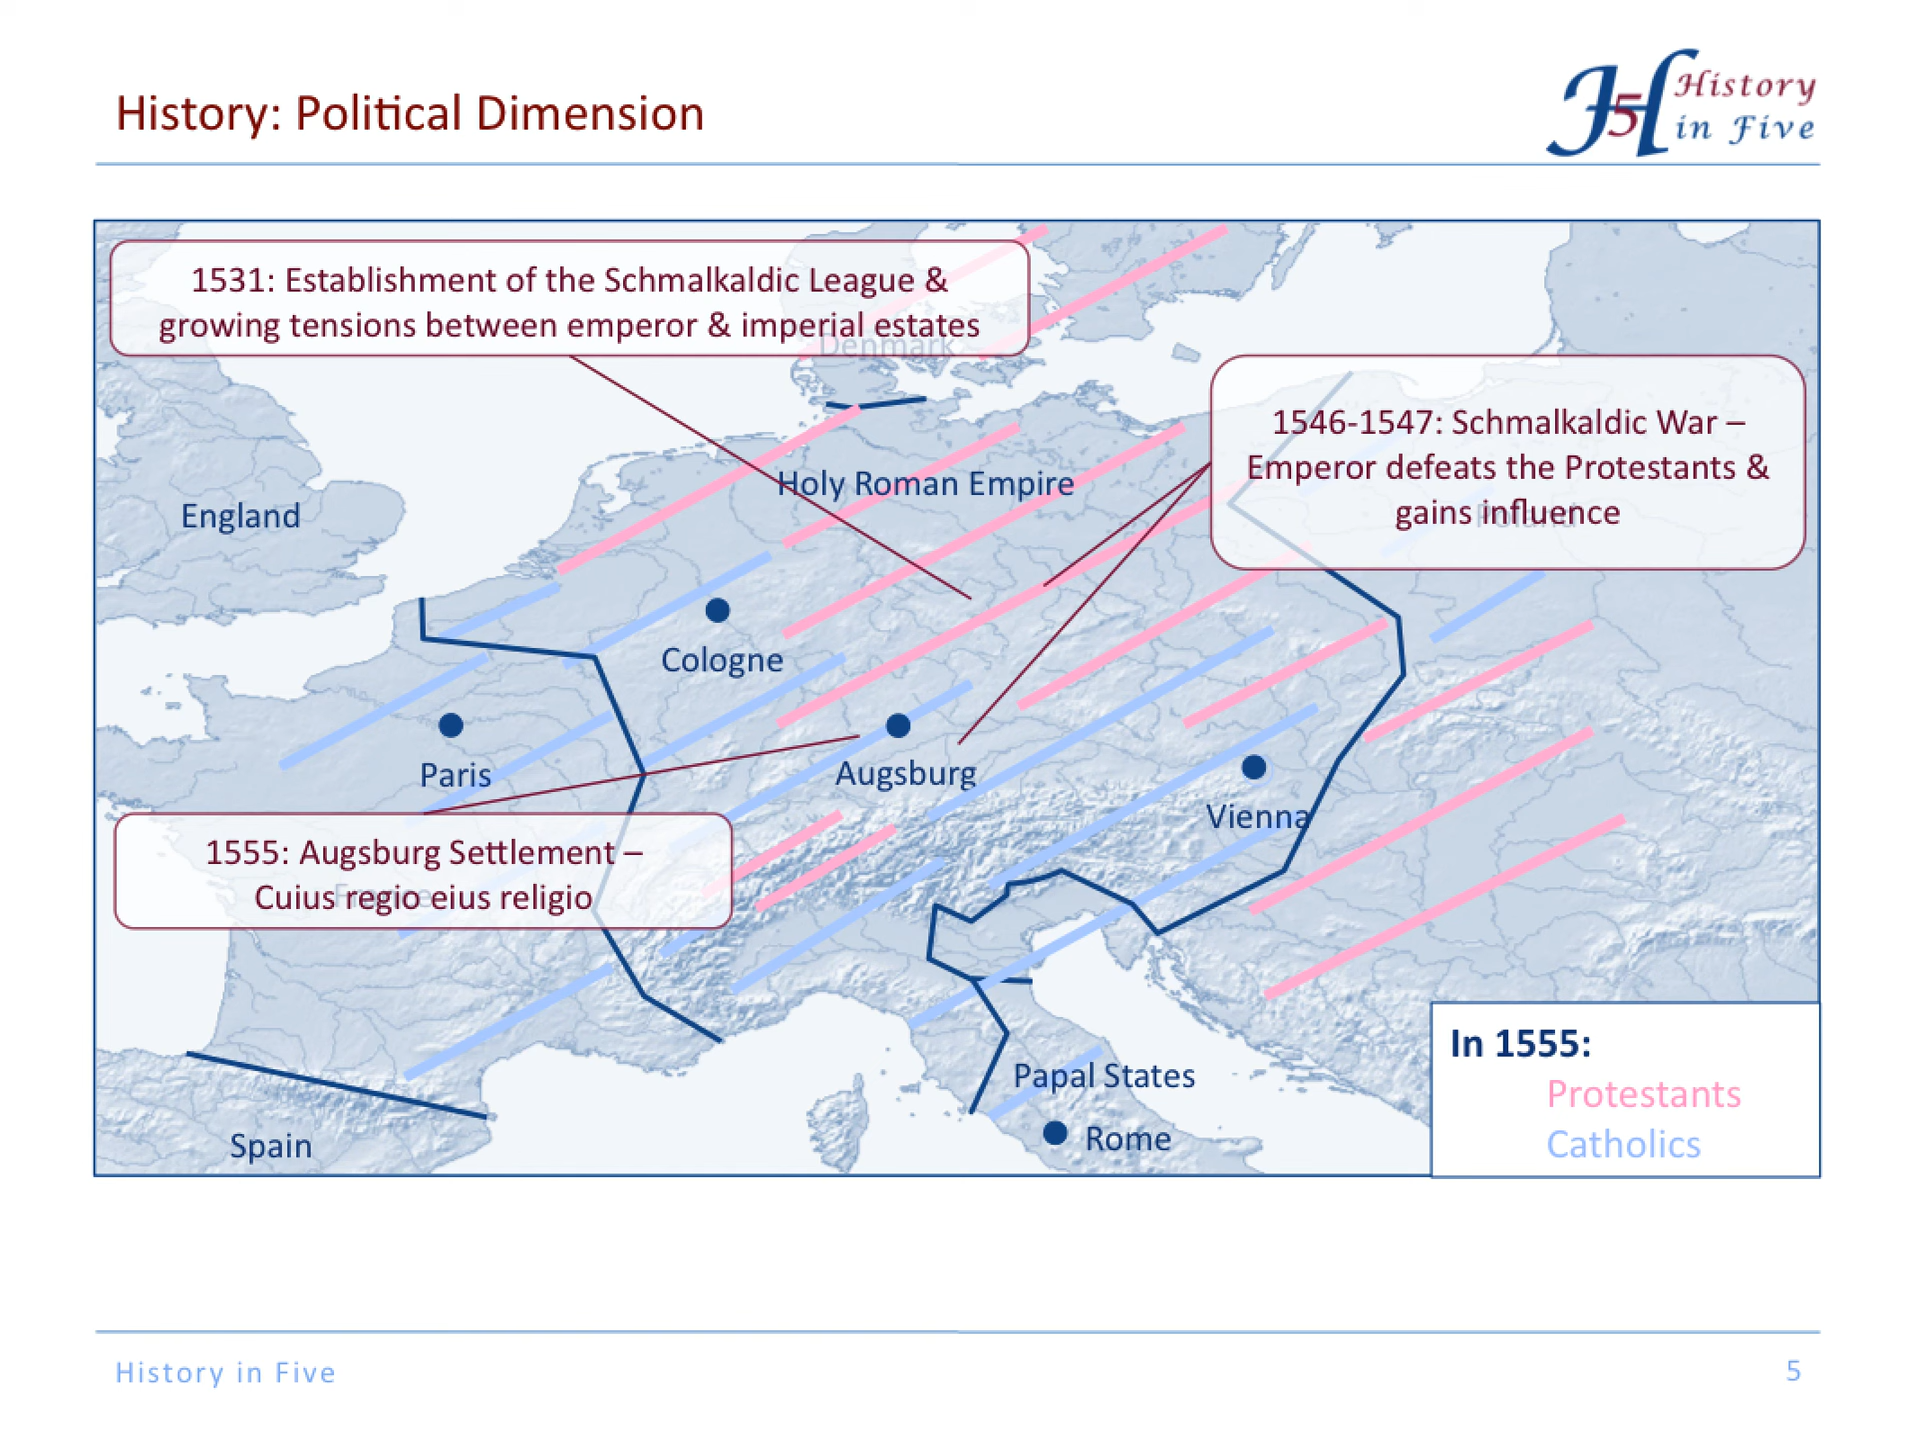 History: Political Dimension
History
in Five
1531: Establishment of the Schmalkaldic League &
growing tensions between emperor & imperial estates
Denmark
1546-1547: Schmalkaldic War –
Emperor defeats the Protestants &
gains influence
Poland
Holy Roman Empire
England
Cologne
Paris
Augsburg
Vienna
1555: Augsburg Settlement –
Cuius regio eius religio
France
Papal States
Rome
Spain
In 1555:
Protestants
Catholics
History in Five
5